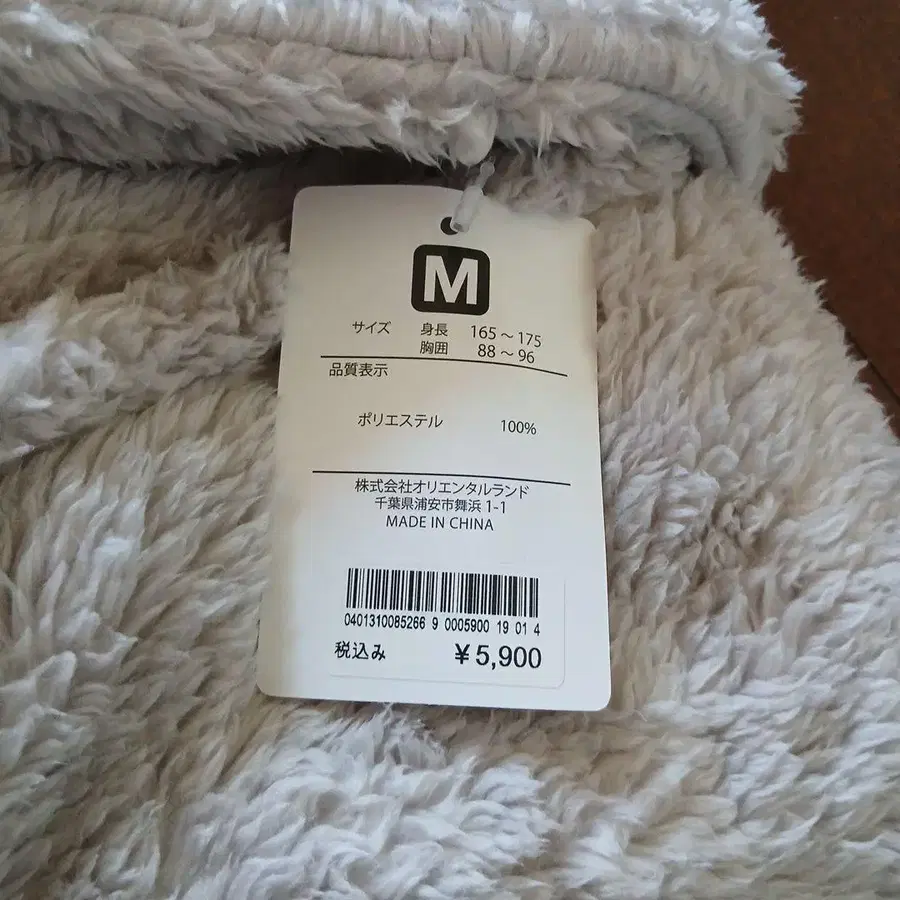 M
サイズ 身長 165～175
胸囲 88～96
品質表示
ポリエステル 100%
株式会社オリエンタルランド
千葉県浦安市舞浜 1-1
MADE IN CHINA
0401310085266 9 0005900 19 01 4
税込み ¥5,900